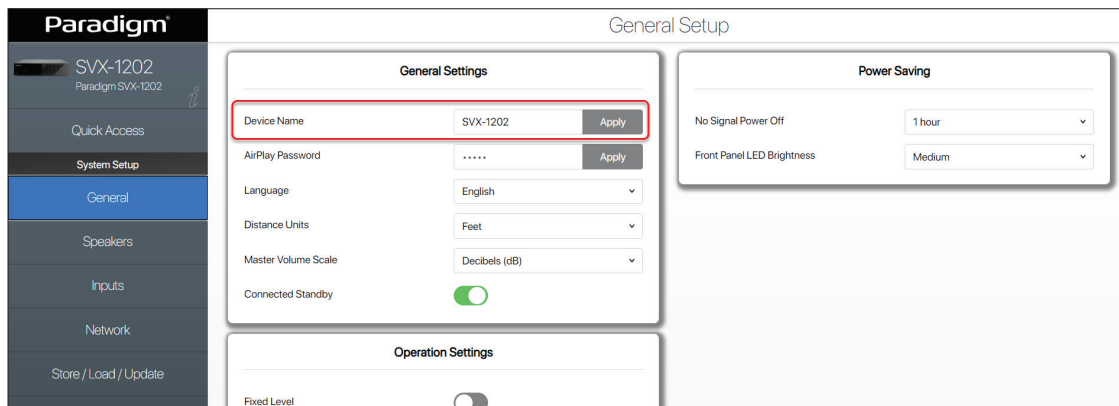 Paradigm®
General Setup
SVX-1202
Paradigm SVX-1202
i
Quick Access
System Setup
General
Speakers
Inputs
Network
Store / Load / Update
General Settings
Device Name SVX-1202 Apply
AirPlay Password ••••• Apply
Language English
Distance Units Feet
Master Volume Scale Decibels (dB)
Connected Standby
Operation Settings
Fixed Level
Power Saving
No Signal Power Off 1 hour
Front Panel LED Brightness Medium